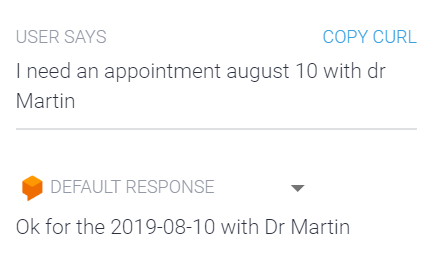 USER SAYS COPY CURL
I need an appointment august 10 with dr
Martin
DEFAULT RESPONSE
Ok for the 2019-08-10 with Dr Martin